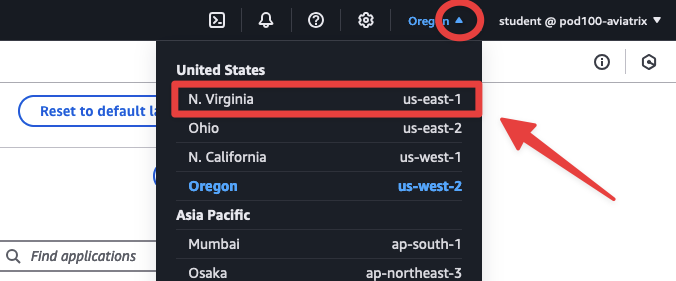 Oregon ▲
student @ pod100-aviatrix ▼
United States
N. Virginia us-east-1
Reset to default la
Ohio us-east-2
N. California us-west-1
Oregon us-west-2
Asia Pacific
Mumbai ap-south-1
Find applications
Osaka ap-northeast-3